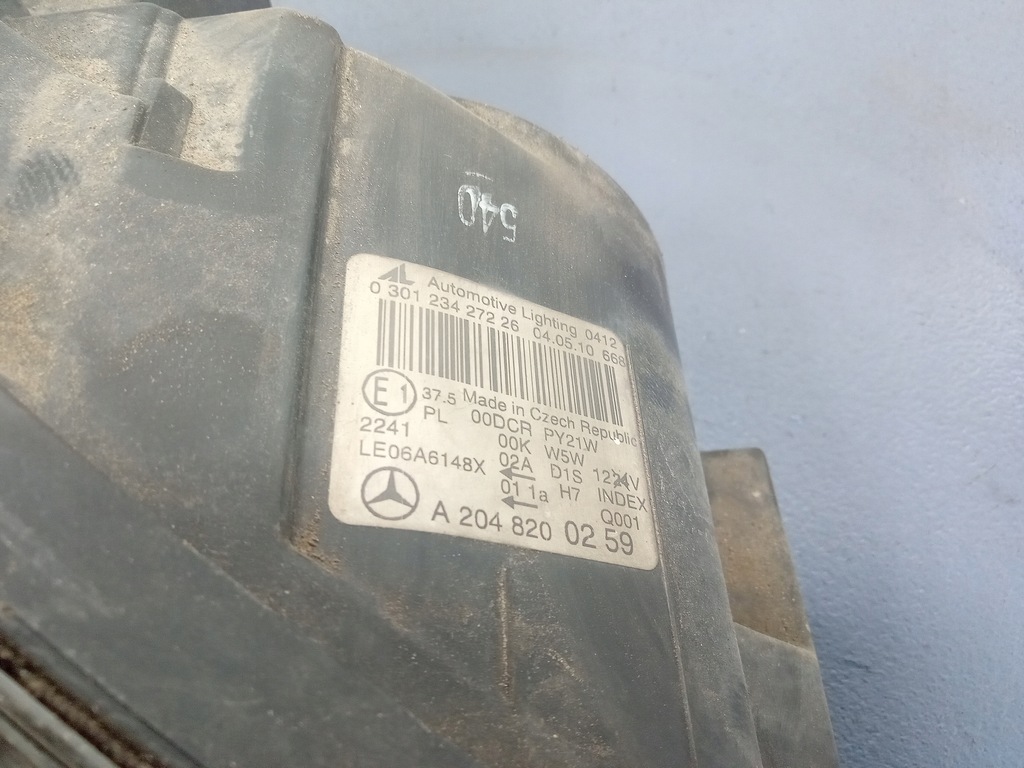 540
AL Automotive Lighting 0412
0 301 234 272 26 04.05.10 668
E1 37.5 Made in Czech Republic
PL 00DCR PY21W
2241 00K W5W
LE06A6148X 02A D1S 12V
01 1a H7 INDEX
Q001
A 204 820 02 59